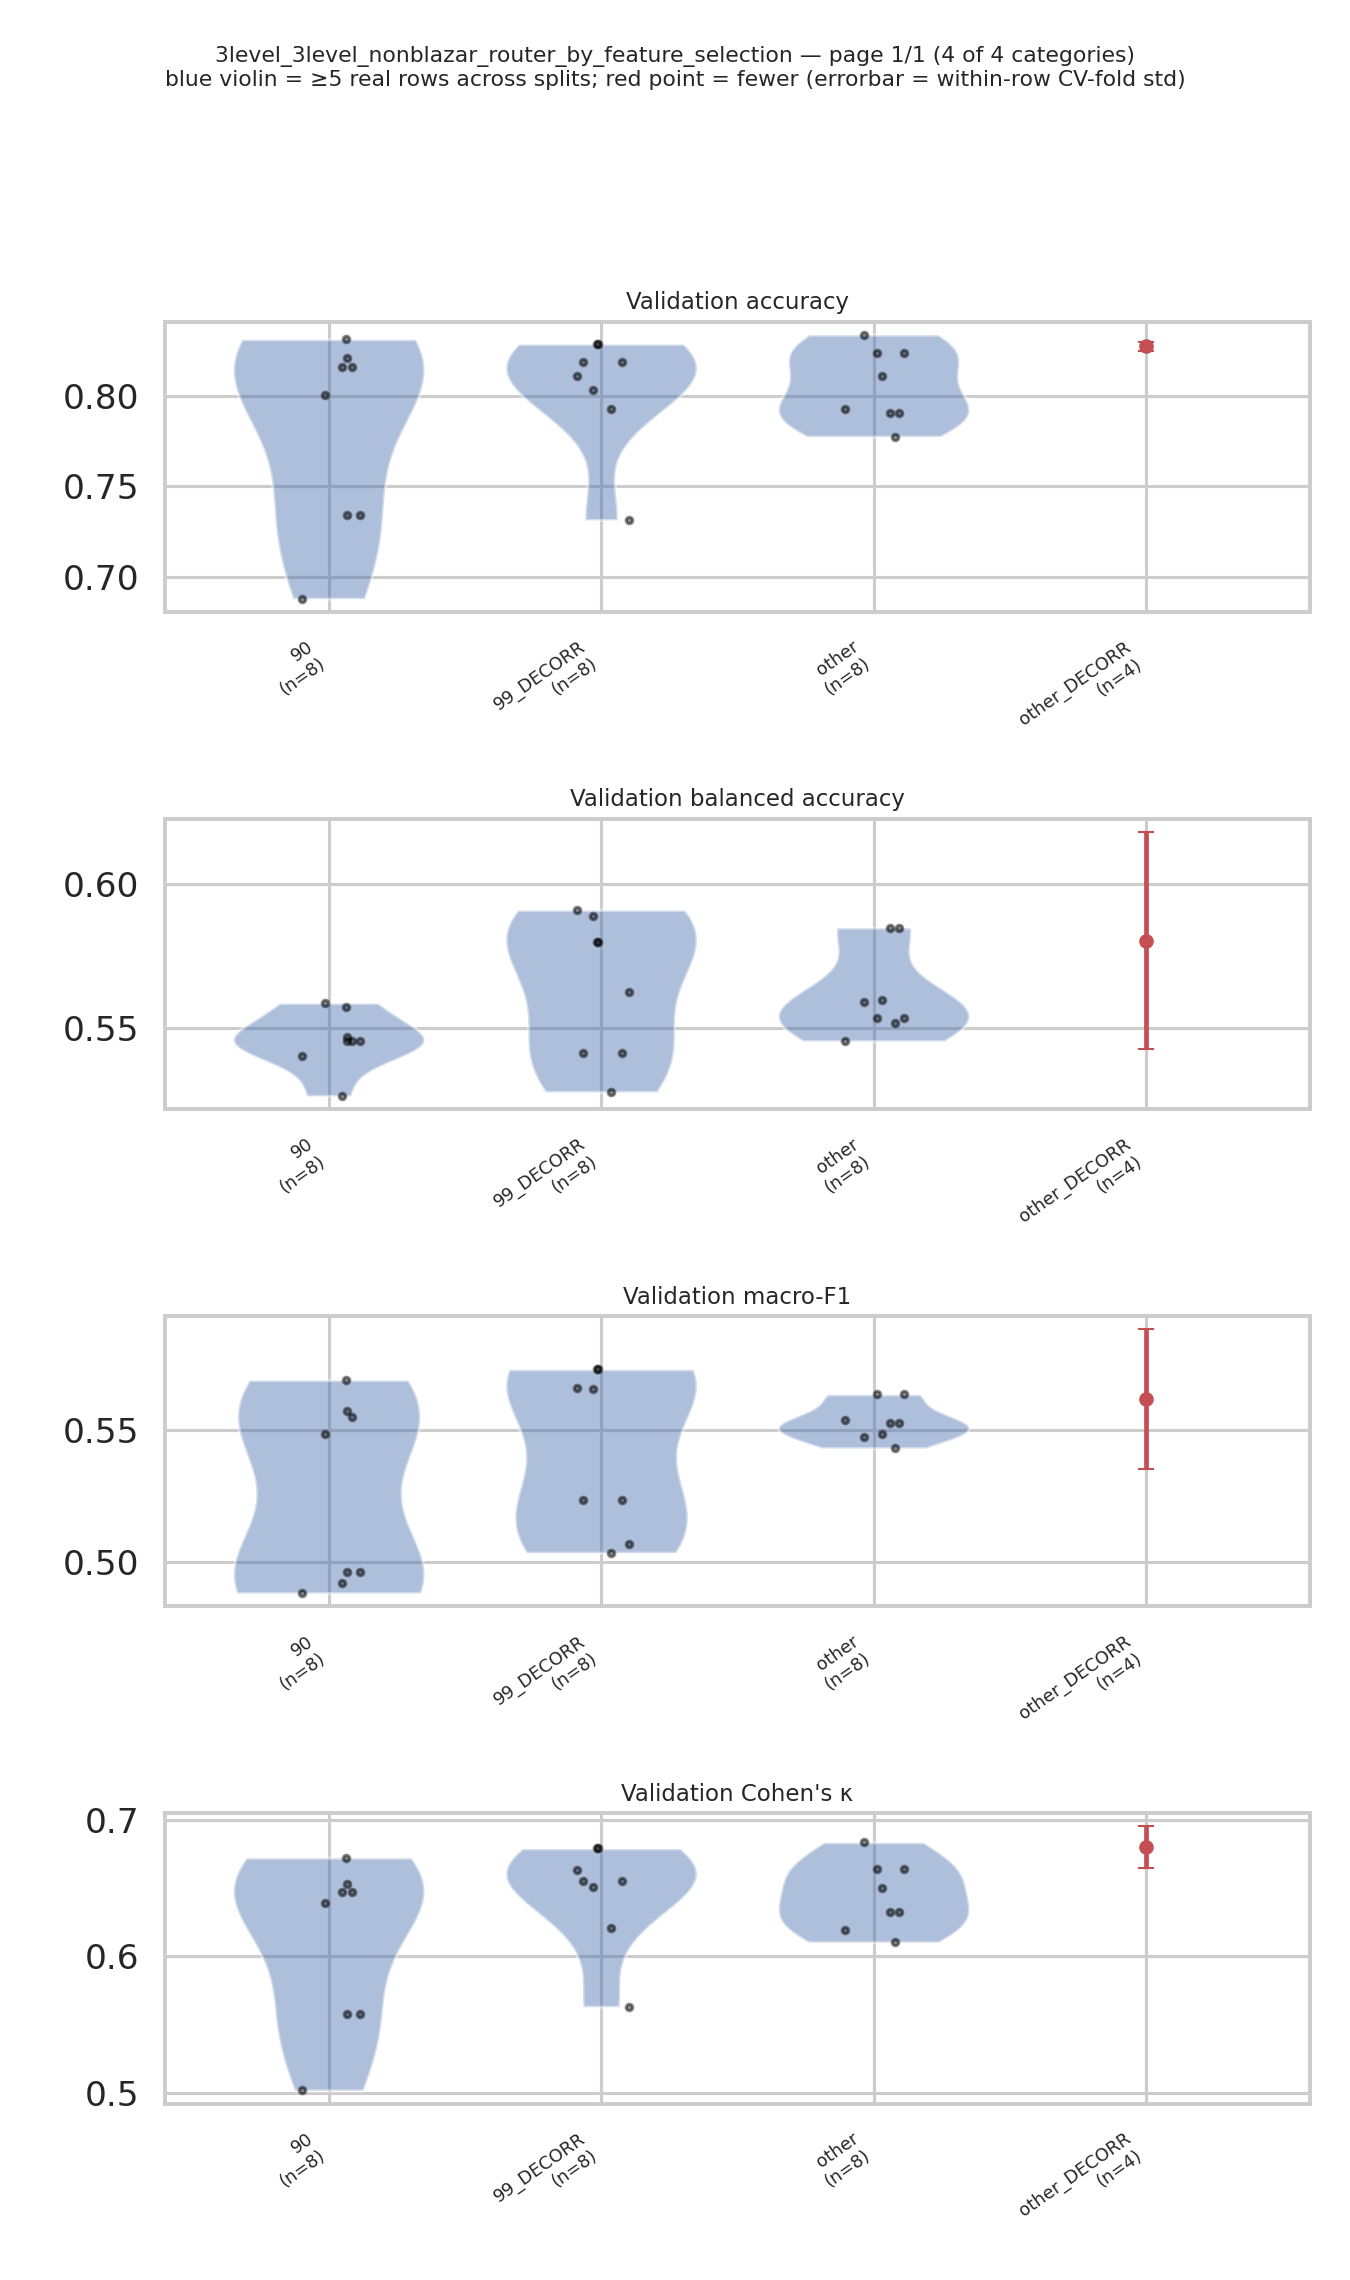 3level_3level_nonblazar_router_by_feature_selection — page 1/1 (4 of 4 categories)
blue violin = ≥5 real rows across splits; red point = fewer (errorbar = within-row CV-fold std)
Validation accuracy
0.80
0.75
0.70
90
(n=8)
99_DECORR
(n=8)
other
(n=8)
other_DECORR
(n=4)
Validation balanced accuracy
0.60
0.55
90
(n=8)
99_DECORR
(n=8)
other
(n=8)
other_DECORR
(n=4)
Validation macro-F1
0.55
0.50
90
(n=8)
99_DECORR
(n=8)
other
(n=8)
other_DECORR
(n=4)
Validation Cohen's κ
0.7
0.6
0.5
90
(n=8)
99_DECORR
(n=8)
other
(n=8)
other_DECORR
(n=4)